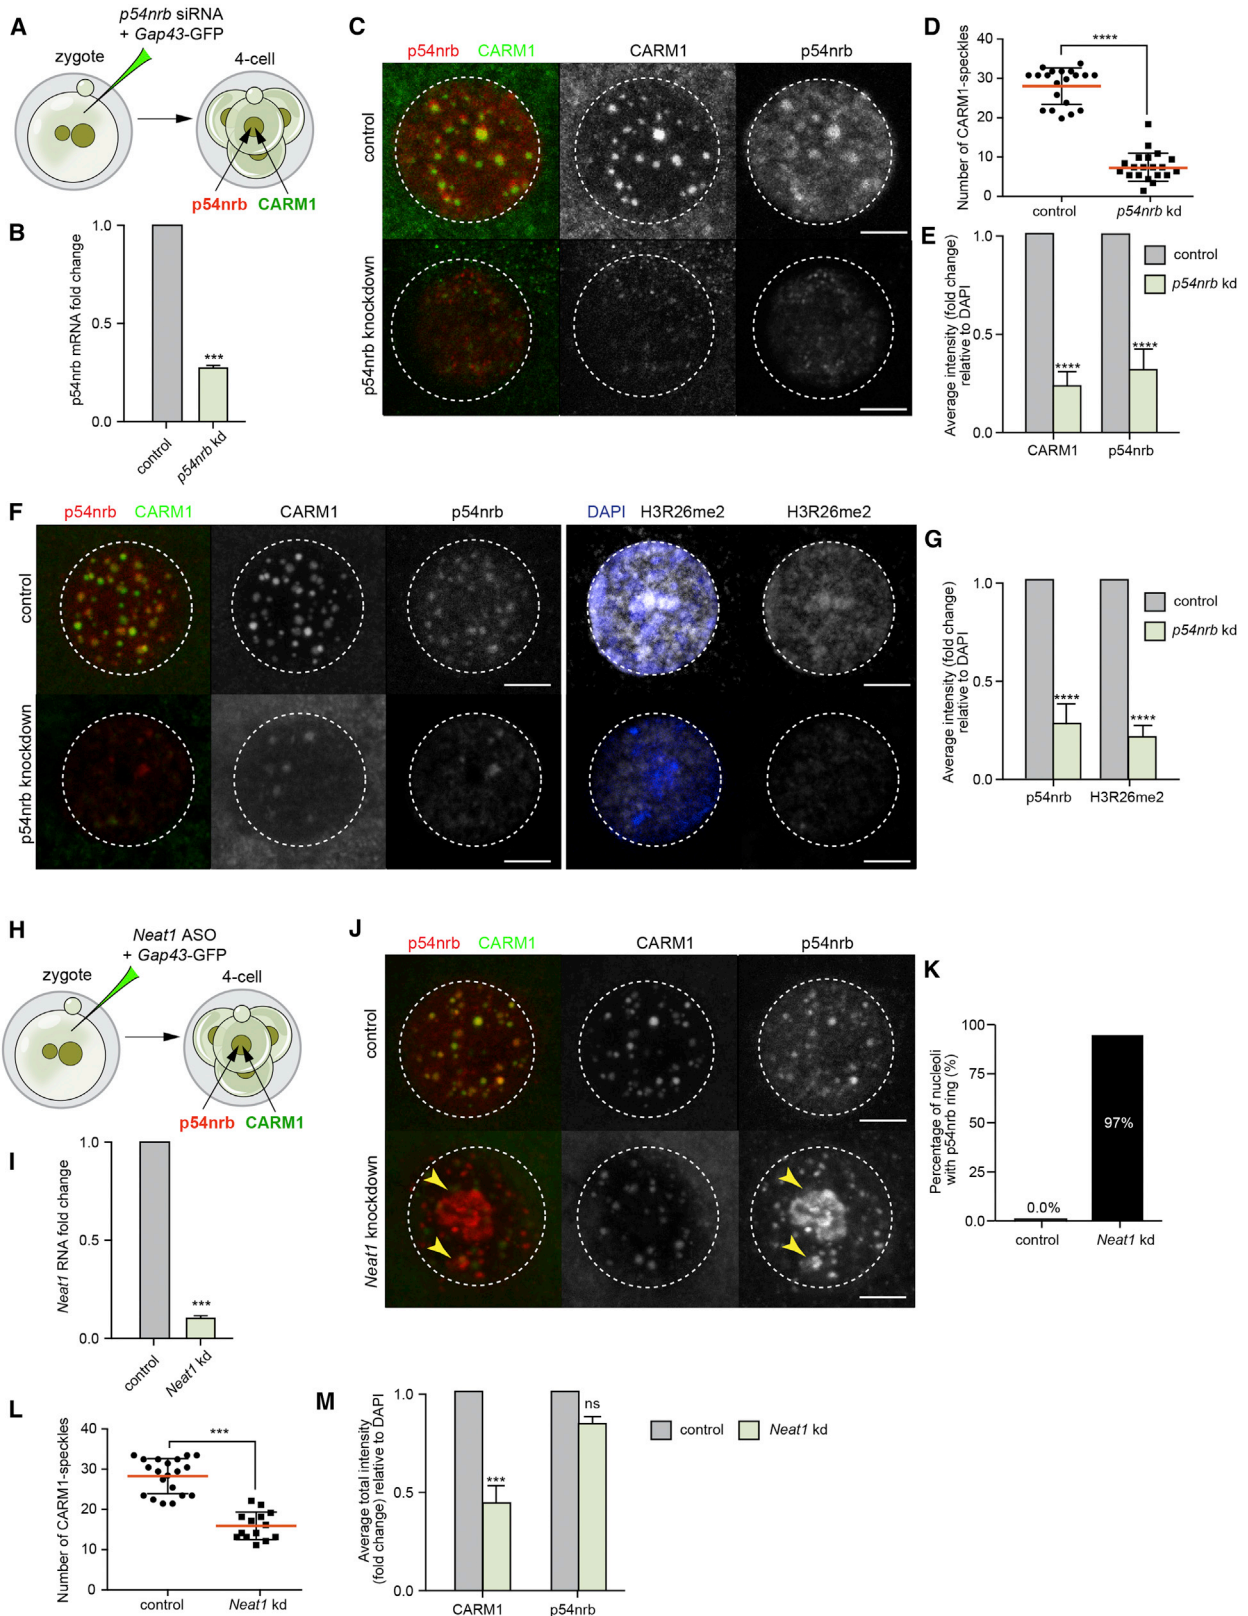 A
p54nrb siRNA
+ Gap43-GFP
zygote
4-cell
p54nrb CARM1
B
p54nrb mRNA fold change
1.0
0.5
0.0
***
control
p54nrb kd
C
p54nrb CARM1
CARM1
p54nrb
control
p54nrb knockdown
D
Number of CARM1-speckles
40
30
20
10
0
****
control
p54nrb kd
E
Average intensity (fold change)
relative to DAPI
1.0
0.5
0.0
****
****
CARM1
p54nrb
control
p54nrb kd
F
p54nrb CARM1
CARM1
p54nrb
DAPI H3R26me2
H3R26me2
control
p54nrb knockdown
G
Average intensity (fold change)
relative to DAPI
1.0
0.5
0.0
****
****
p54nrb
H3R26me2
control
p54nrb kd
H
Neat1 ASO
+ Gap43-GFP
zygote
4-cell
p54nrb CARM1
I
Neat1 RNA fold change
1.0
0.5
0.0
***
control
Neat1 kd
J
p54nrb CARM1
CARM1
p54nrb
control
Neat1 knockdown
K
Percentage of nucleoli
with p54nrb ring (%)
100
75
50
25
0.0
0.0%
97%
control
Neat1 kd
L
Number of CARM1-speckles
40
30
20
10
0
***
control
Neat1 kd
M
Average total intensity
(fold change) relative to DAPI
1.0
0.5
0.0
***
ns
CARM1
p54nrb
control
Neat1 kd